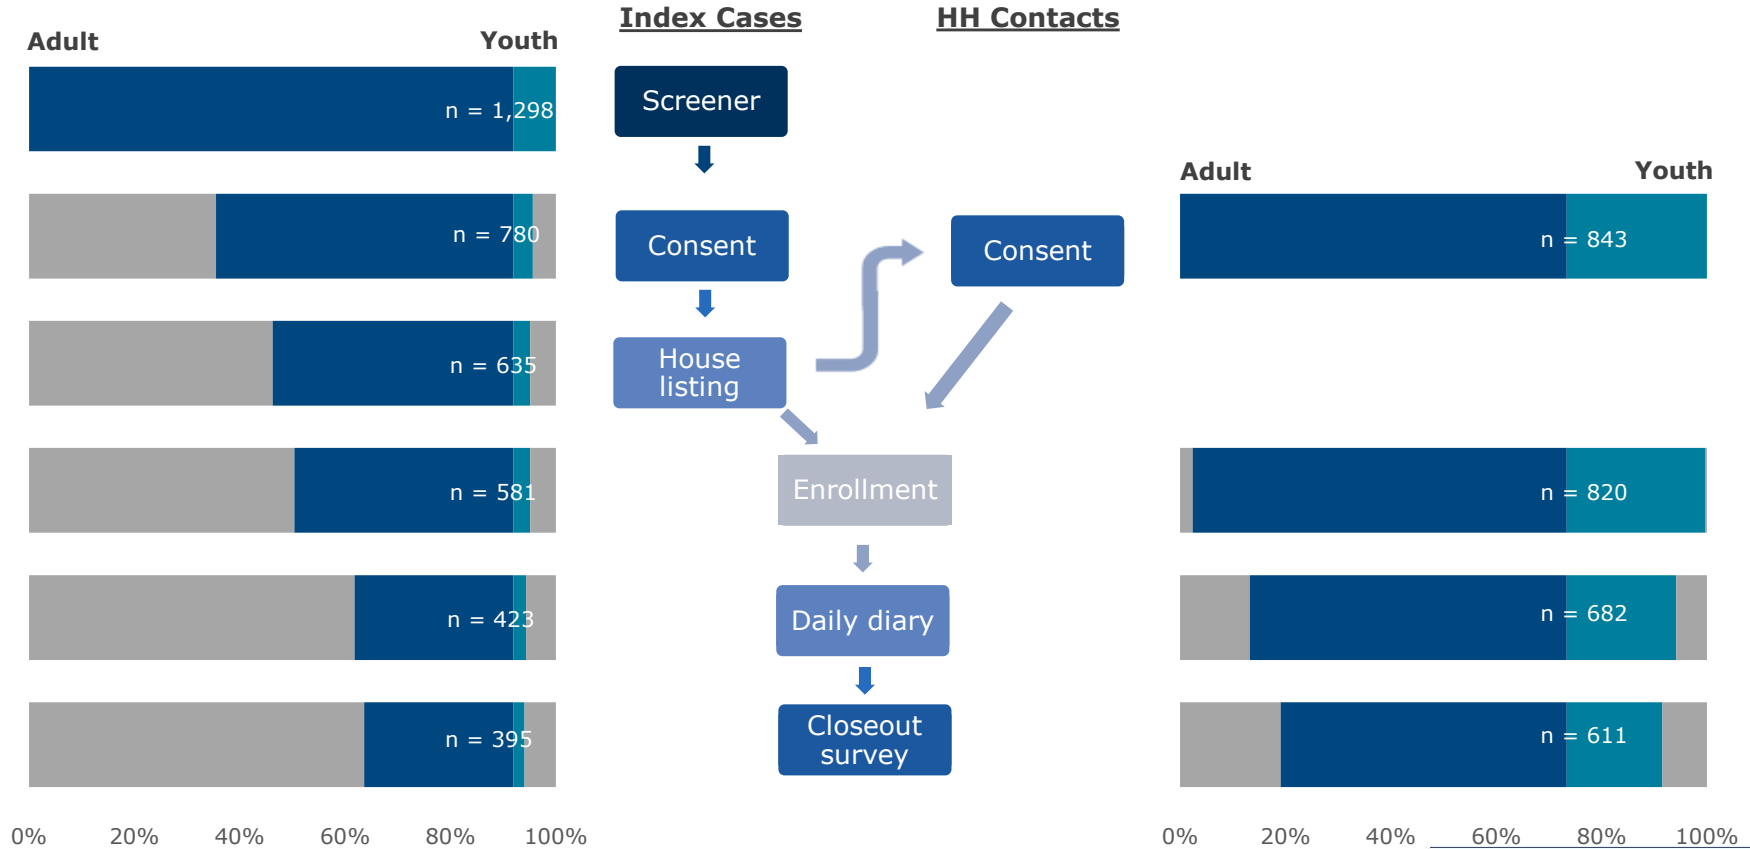 Index Cases
HH Contacts
Adult
Youth
n = 1,298
Screener
Adult
Youth
n = 780
Consent
Consent
n = 843
n = 635
House
listing
n = 581
Enrollment
n = 820
n = 423
Daily diary
n = 682
n = 395
Closeout
survey
n = 611
0% 20% 40% 60% 80% 100%
0% 20% 40% 60% 80% 100%